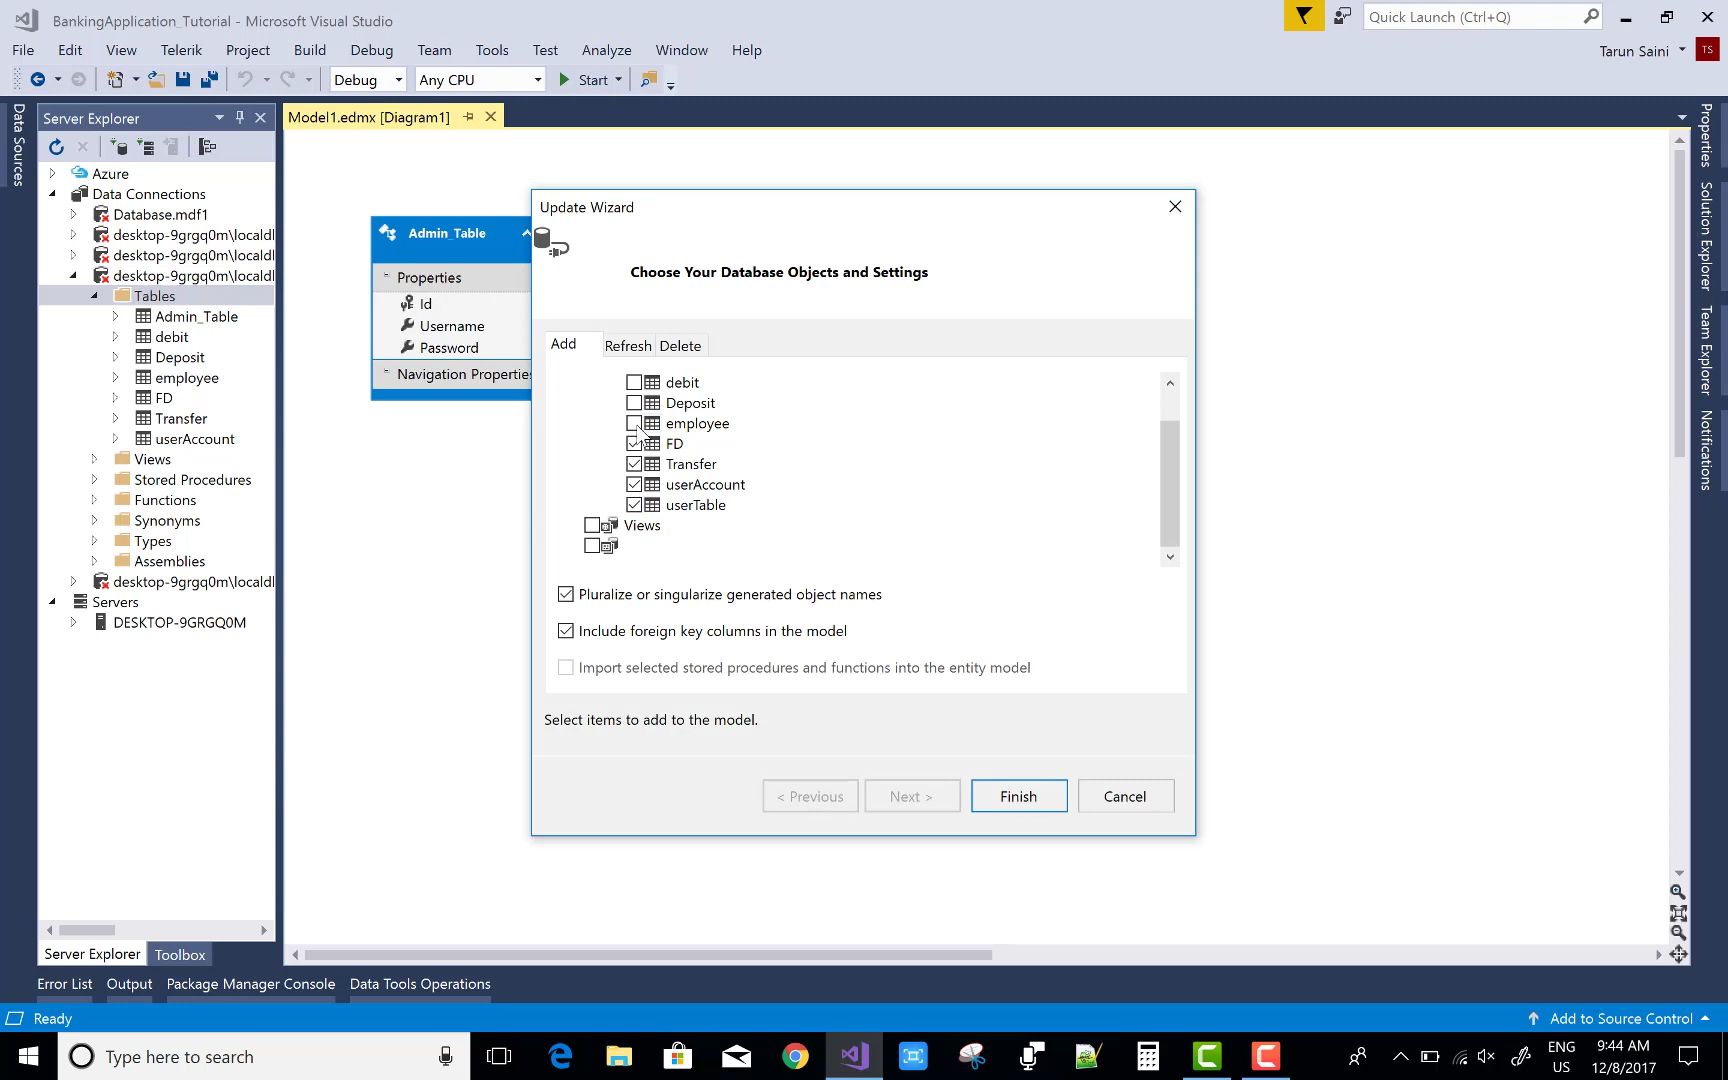 BankingApplication_Tutorial - Microsoft Visual Studio
Quick Launch (Ctrl+Q)
File Edit View Telerik Project Build Debug Team Tools Test Analyze Window Help
Tarun Saini TS
Debug Any CPU Start
Data Sources
Server Explorer
Azure
Data Connections
Database.mdf1
desktop-9grgq0m\localdl
desktop-9grgq0m\localdl
desktop-9grgq0m\localdl
Tables
Admin_Table
debit
Deposit
employee
FD
Transfer
userAccount
Views
Stored Procedures
Functions
Synonyms
Types
Assemblies
desktop-9grgq0m\localdl
Servers
DESKTOP-9GRGQ0M
Server Explorer Toolbox
Model1.edmx [Diagram1]
Admin_Table
Properties
Id
Username
Password
Navigation Properties
Update Wizard
Choose Your Database Objects and Settings
Add Refresh Delete
debit
Deposit
employee
FD
Transfer
userAccount
userTable
Views
Pluralize or singularize generated object names
Include foreign key columns in the model
Import selected stored procedures and functions into the entity model
Select items to add to the model.
< Previous Next > Finish Cancel
Properties
Solution Explorer
Team Explorer
Notifications
Error List Output Package Manager Console Data Tools Operations
Ready
Add to Source Control
Type here to search
ENG
US
9:44 AM
12/8/2017